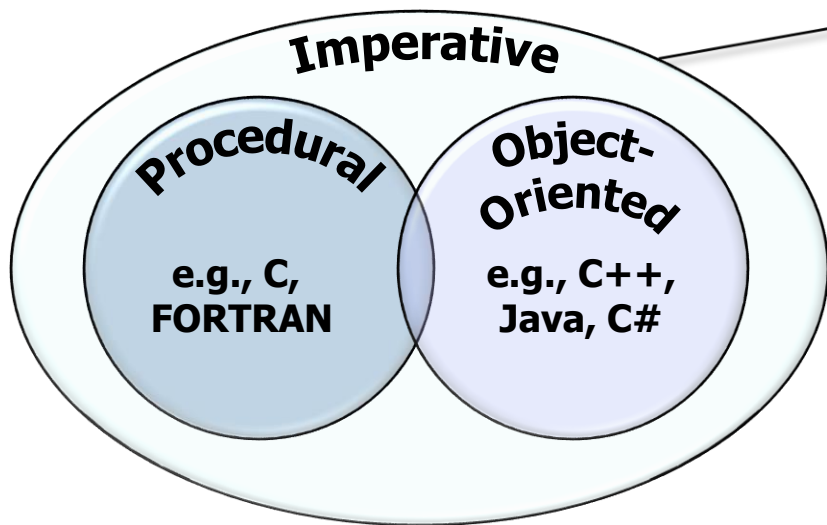 Imperative
Procedural
e.g., C,
FORTRAN
Object-
Oriented
e.g., C++,
Java, C#